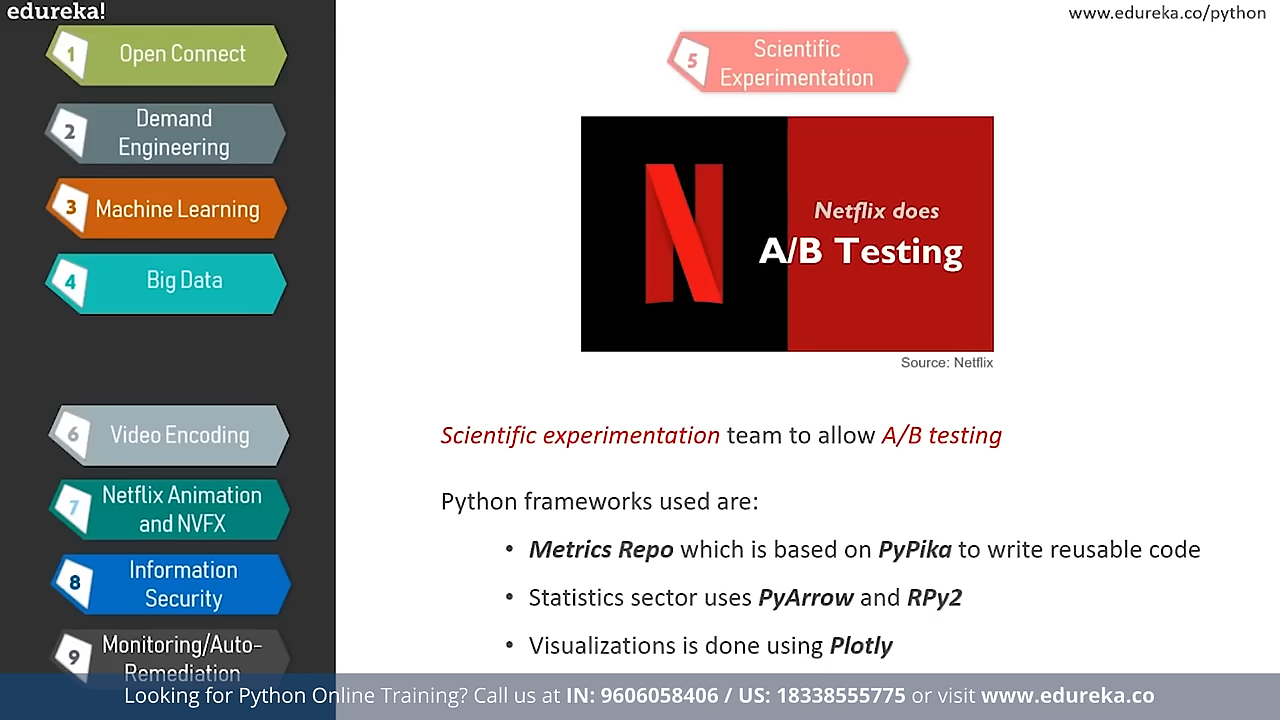 edureka!
www.edureka.co/python
1 Open Connect
2 Demand
Engineering
3 Machine Learning
4 Big Data
6 Video Encoding
7 Netflix Animation
and NVFX
8 Information
Security
9 Monitoring/Auto-
Remediation
5 Scientific
Experimentation
Netflix does
A/B Testing
Source: Netflix
Scientific experimentation team to allow A/B testing
Python frameworks used are:
• Metrics Repo which is based on PyPika to write reusable code
• Statistics sector uses PyArrow and RPy2
• Visualizations is done using Plotly
Looking for Python Online Training? Call us at IN: 9606058406 / US: 18338555775 or visit www.edureka.co